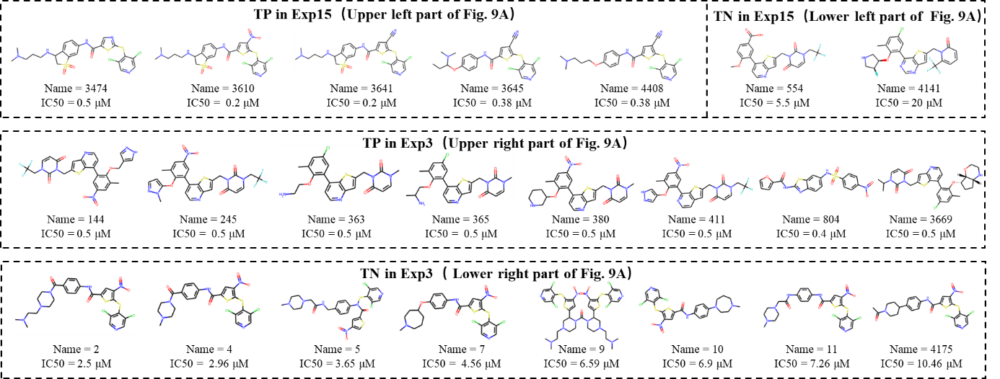 TP in Exp15（Upper left part of Fig. 9A)
TN in Exp15（Lower left part of Fig. 9A）
Name = 3474
IC50 = 0.5 μM
Name = 3610
IC50 = 0.2 μM
Name = 3641
IC50 = 0.2 μM
Name = 3645
IC50 = 0.38 μM
Name = 4408
IC50 = 0.38 μM
Name = 554
IC50 = 5.5 μM
Name = 4141
IC50 = 20 μM
TP in Exp3（Upper right part of Fig. 9A）
Name = 144
IC50 = 0.5 μM
Name = 245
IC50 = 0.5 μM
Name = 363
IC50 = 0.5 μM
Name = 365
IC50 = 0.5 μM
Name = 380
IC50 = 0.5 μM
Name = 411
IC50 = 0.5 μM
Name = 804
IC50 = 0.4 μM
Name = 3669
IC50 = 0.5 μM
TN in Exp3（ Lower right part of Fig. 9A）
Name = 2
IC50 = 2.5 μM
Name = 4
IC50 = 2.96 μM
Name = 5
IC50 = 3.65 μM
Name = 7
IC50 = 4.56 μM
Name = 9
IC50 = 6.59 μM
Name = 10
IC50 = 6.9 μM
Name = 11
IC50 = 7.26 μM
Name = 4175
IC50 = 10.46 μM